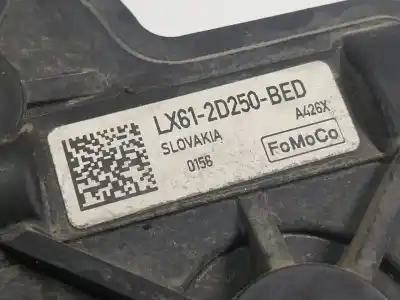 LX61-2D250-BED
SLOVAKIA
A426X
0156
FoMoCo